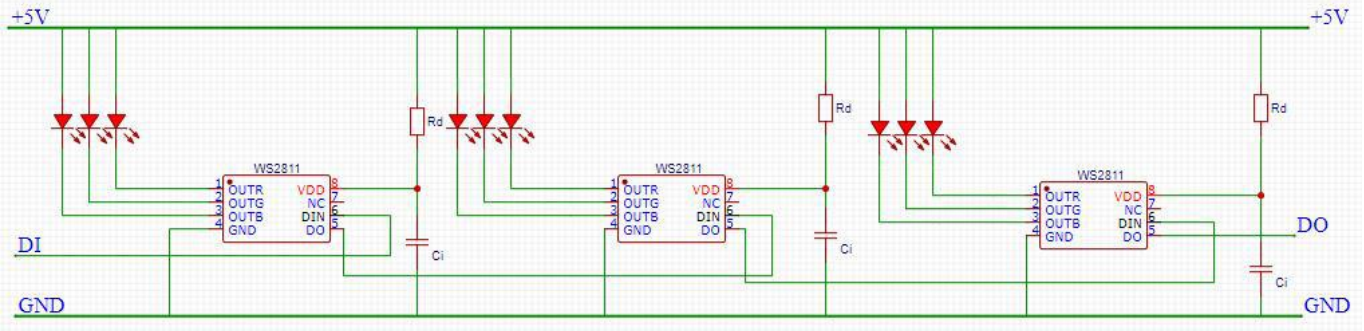 +5V +5V
Rd Rd Rd
WS2811
1 OUTR VDD 8
2 OUTG NC 7
3 OUTB DIN 6
4 GND DO 5
WS2811
1 OUTR VDD 8
2 OUTG NC 7
3 OUTB DIN 6
4 GND DO 5
WS2811
1 OUTR VDD 8
2 OUTG NC 7
3 OUTB DIN 6
4 GND DO 5
DI DO
Ci Ci Ci
GND GND